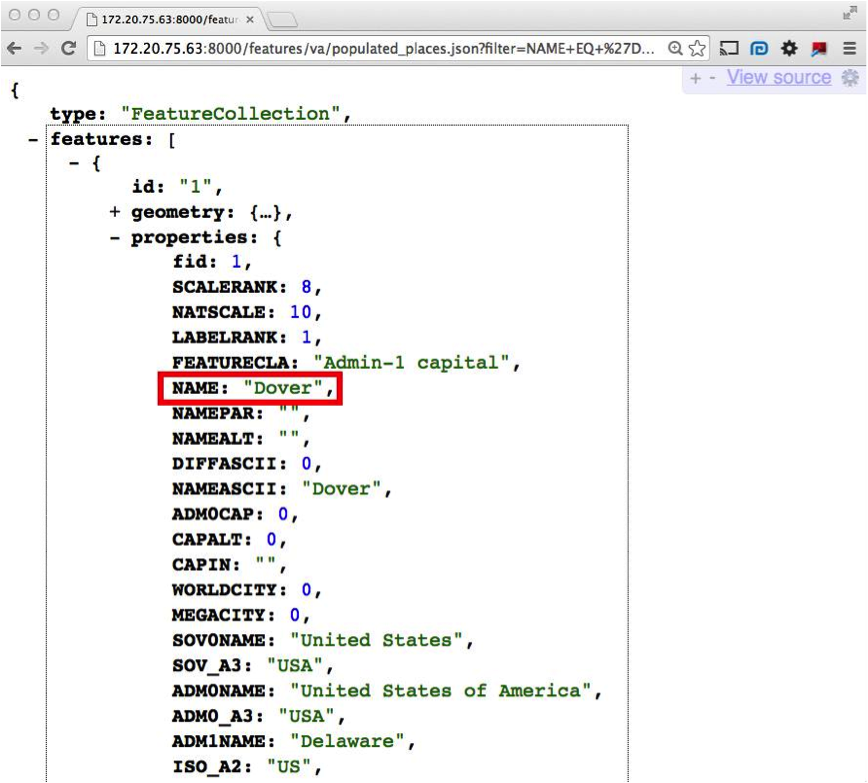 172.20.75.63:8000/featur
172.20.75.63:8000/features/va/populated_places.json?filter=NAME+EQ+%27D...
+ - View source
{
type: "FeatureCollection",
- features: [
- {
id: "1",
+ geometry: {…},
- properties: {
fid: 1,
SCALERANK: 8,
NATSCALE: 10,
LABELRANK: 1,
FEATURECLA: "Admin-1 capital",
NAME: "Dover",
NAMEPAR: "",
NAMEALT: "",
DIFFASCII: 0,
NAMEASCII: "Dover",
ADM0CAP: 0,
CAPALT: 0,
CAPIN: "",
WORLDCITY: 0,
MEGACITY: 0,
SOV0NAME: "United States",
SOV_A3: "USA",
ADM0NAME: "United States of America",
ADM0_A3: "USA",
ADM1NAME: "Delaware",
ISO_A2: "US",